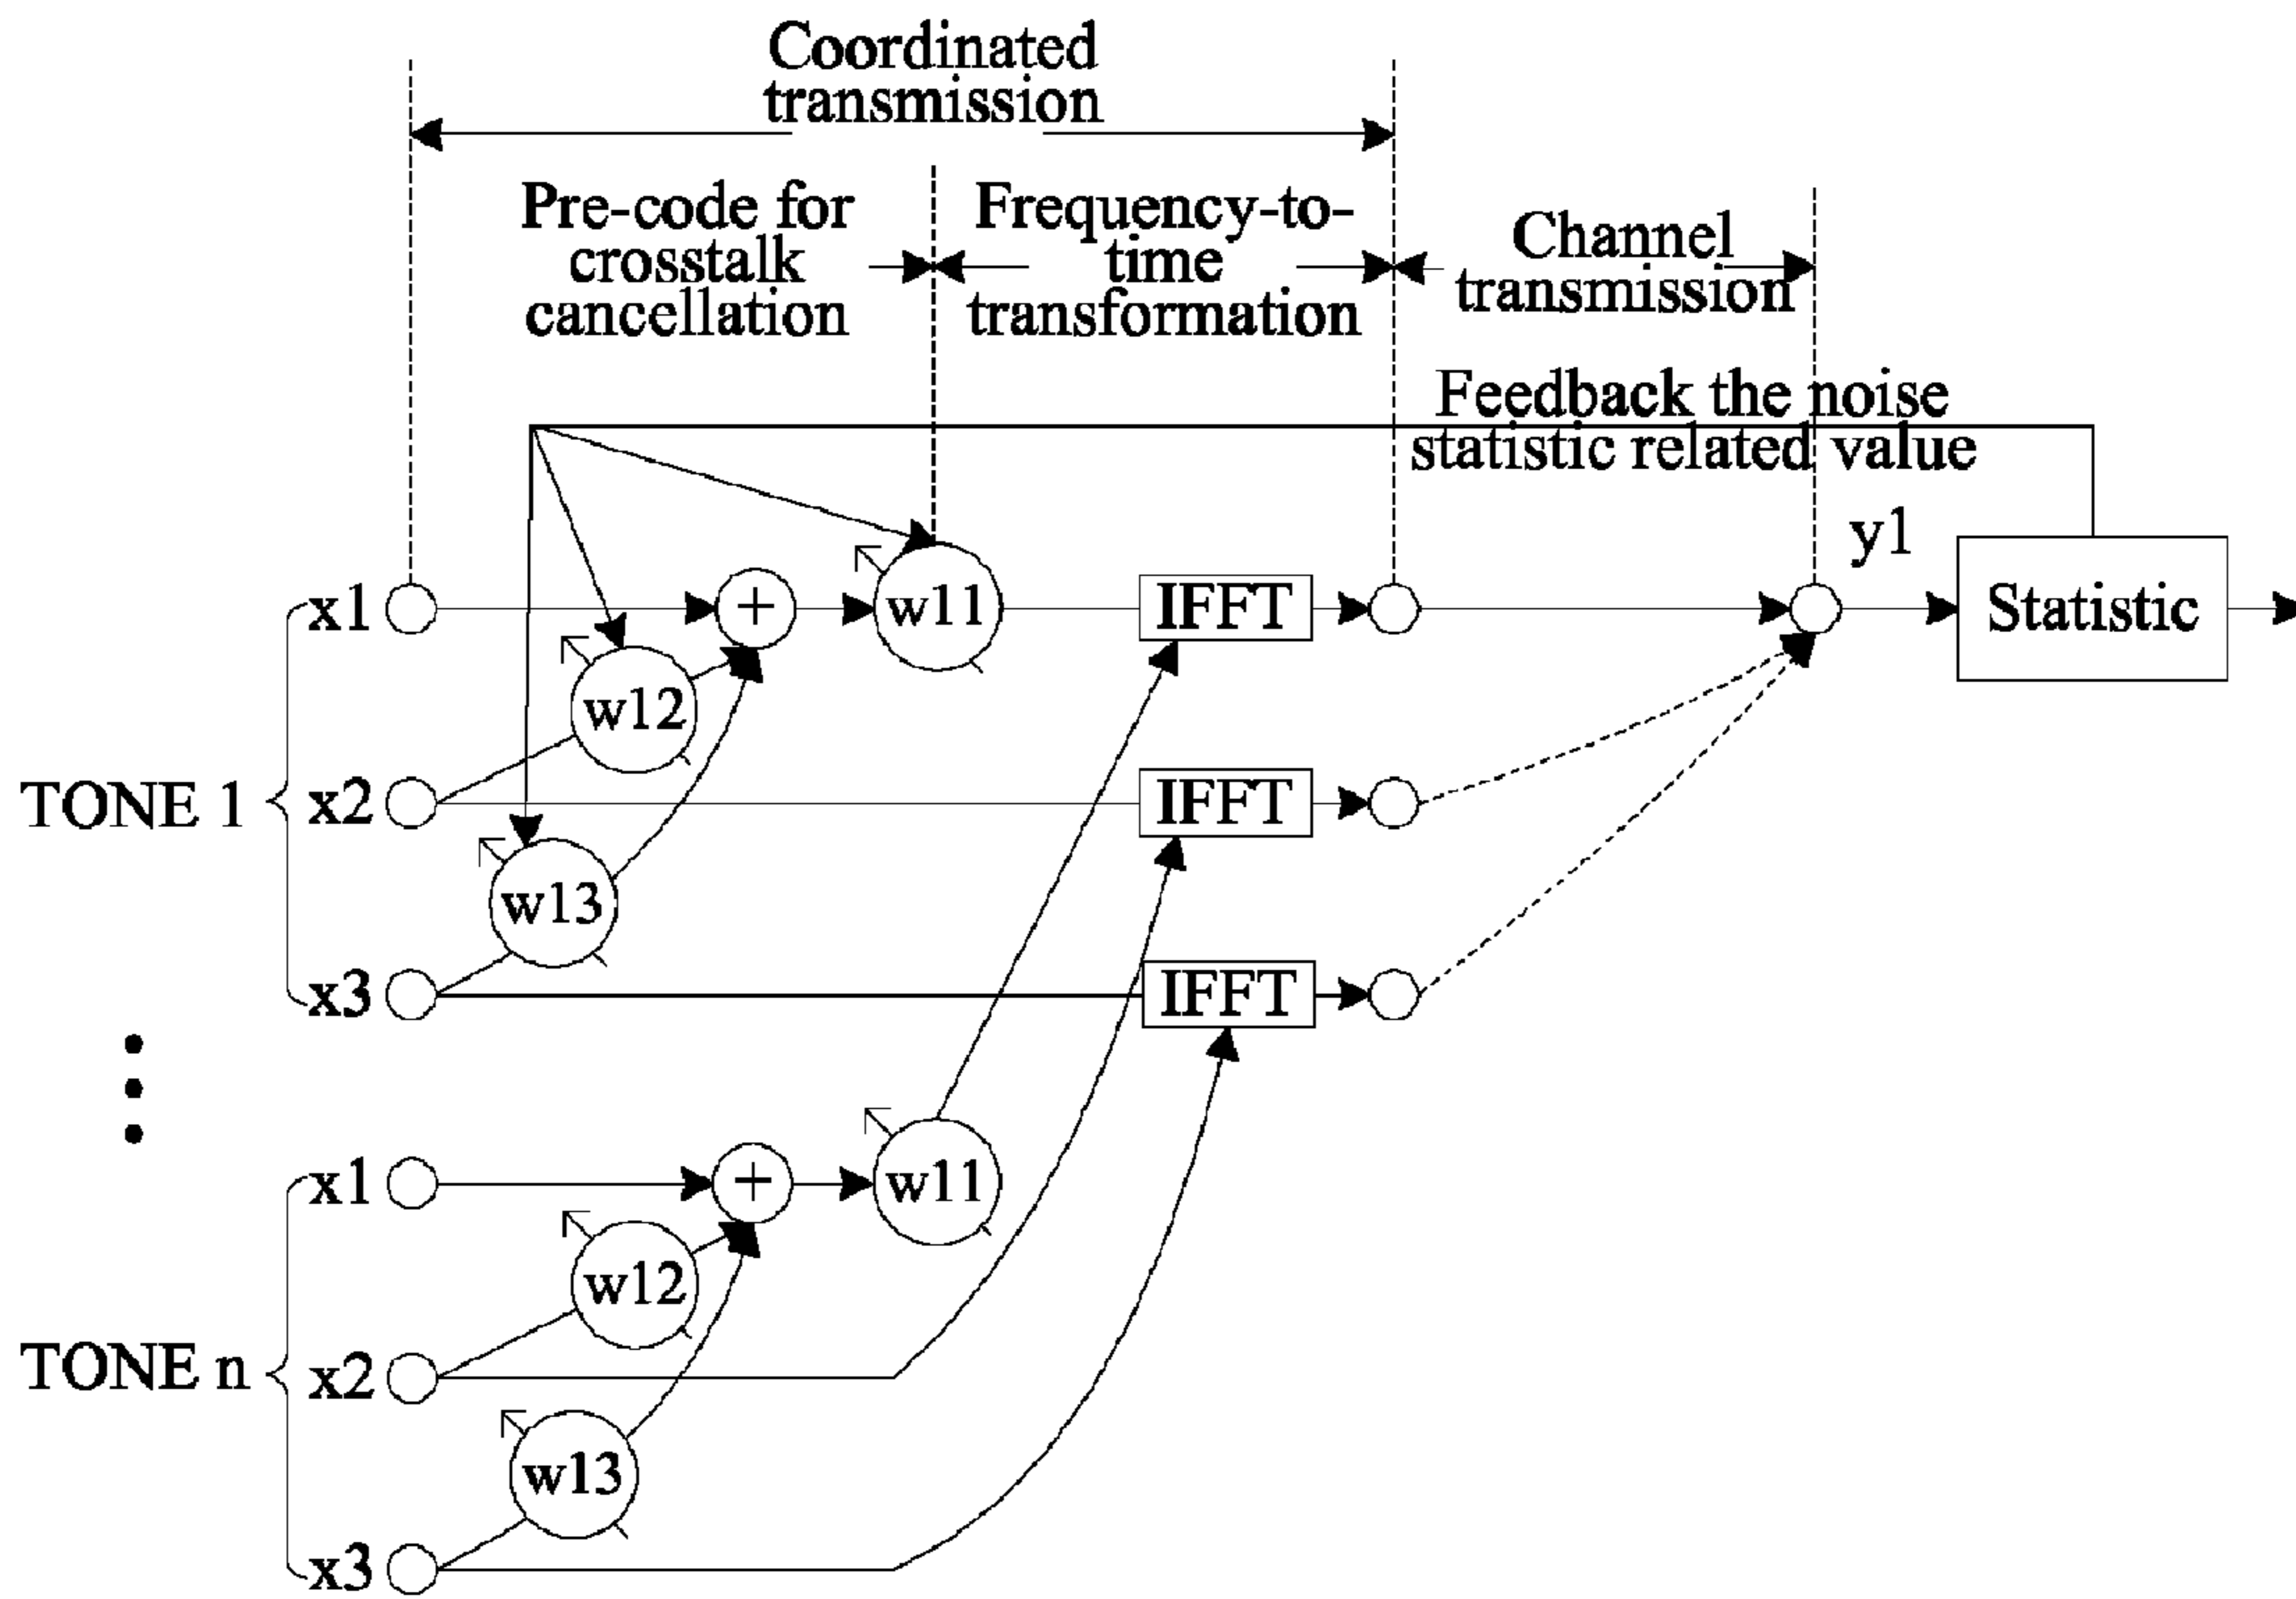 Coordinated
transmission
Pre-code for
crosstalk
cancellation
Frequency-to-
time
transformation
Channel
transmission
Feedback the noise
statistic related value
y1
x1
+
w11
IFFT
Statistic
w12
TONE 1
x2
IFFT
w13
x3
IFFT
x1
+
w11
w12
TONE n
x2
w13
x3